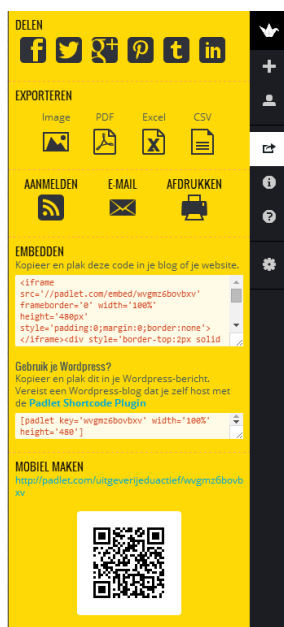 DELEN
EXPORTEREN
Image PDF Excel CSV
AANMELDEN E-MAIL AFDRUKKEN
EMBEDDEN
Kopieer en plak deze code in je blog of je website.
<iframe
src='//padlet.com/embed/wvgmz6bovbxv'
frameborder='0' width='100%'
height='480px'
style='padding:0;margin:0;border:none'>
</iframe><div style='border-top:2px solid
Gebruik je Wordpress?
Kopieer en plak dit in je Wordpress-bericht.
Vereist een Wordpress-blog dat je zelf host met
de Padlet Shortcode Plugin
[padlet key='wvgmz6bovbxv' width='100%'
height='480']
MOBIEL MAKEN
http://padlet.com/uitgeverijeduactief/wvgmz6bovb
xv